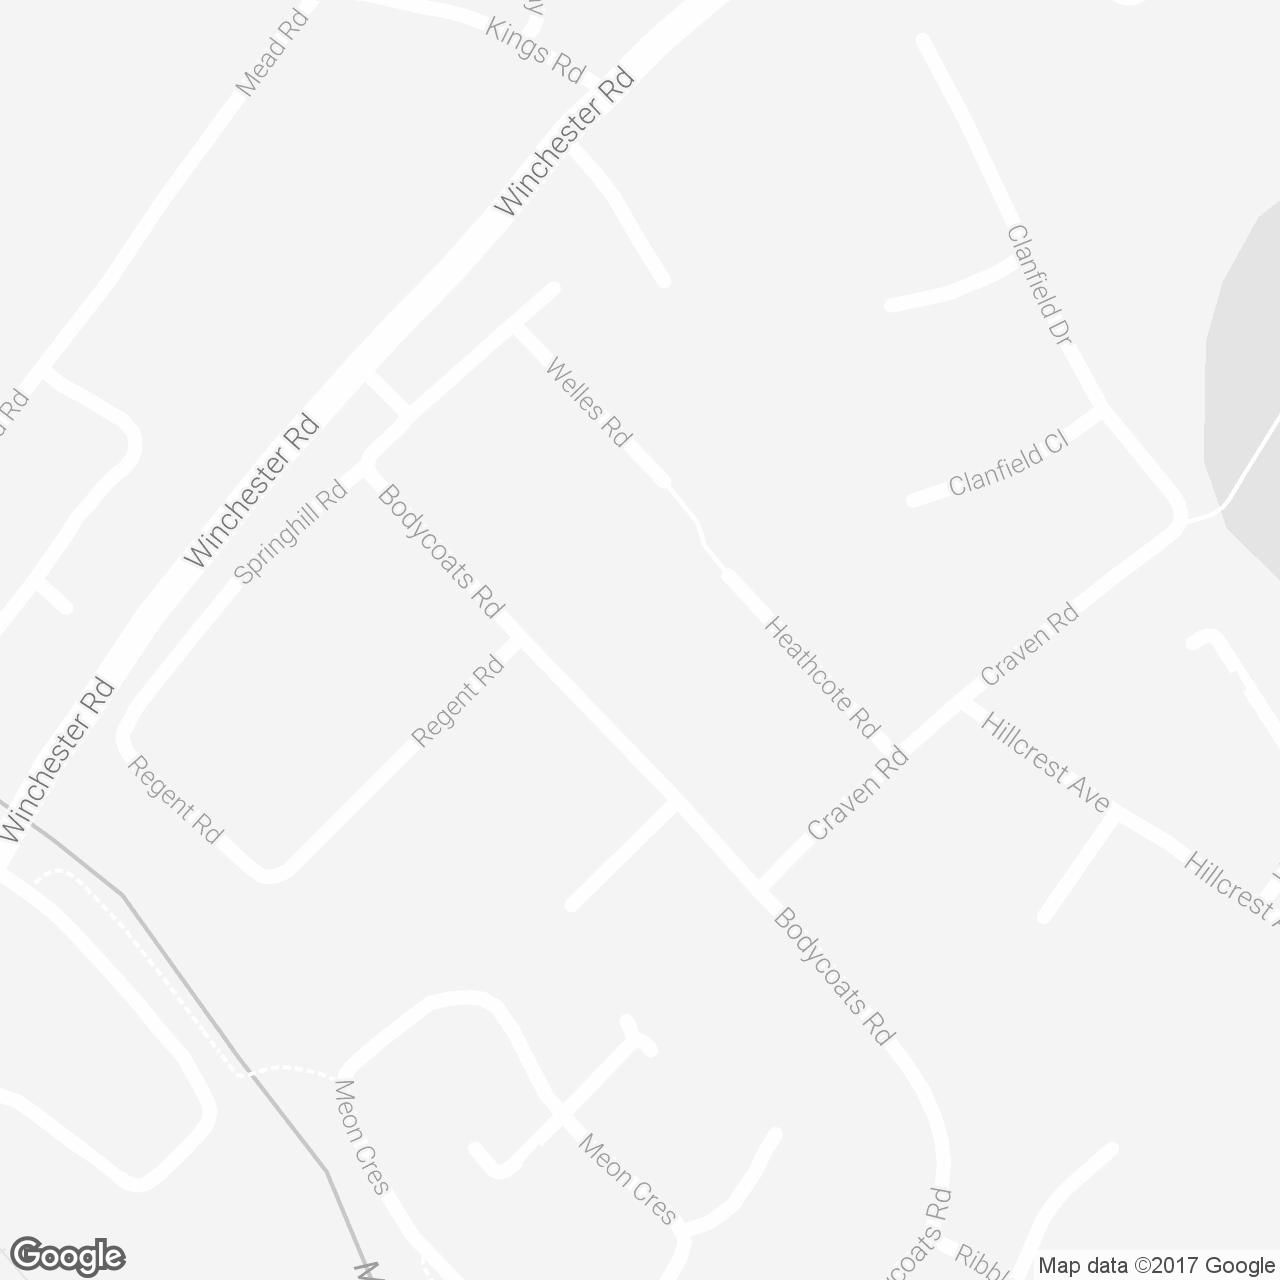 Mead Rd
Kings Rd
Winchester Rd
Clanfield Dr
Welles Rd
Rd
Winchester Rd
Clanfield Cl
Springhill Rd
Bodycoats Rd
Heathcote Rd
Craven Rd
Regent Rd
Winchester Rd
Hillcrest Ave
Regent Rd
Craven Rd
Hillcrest
Bodycoats Rd
Meon Cres
Meon Cres
Rd
Google
Map data ©2017 Google